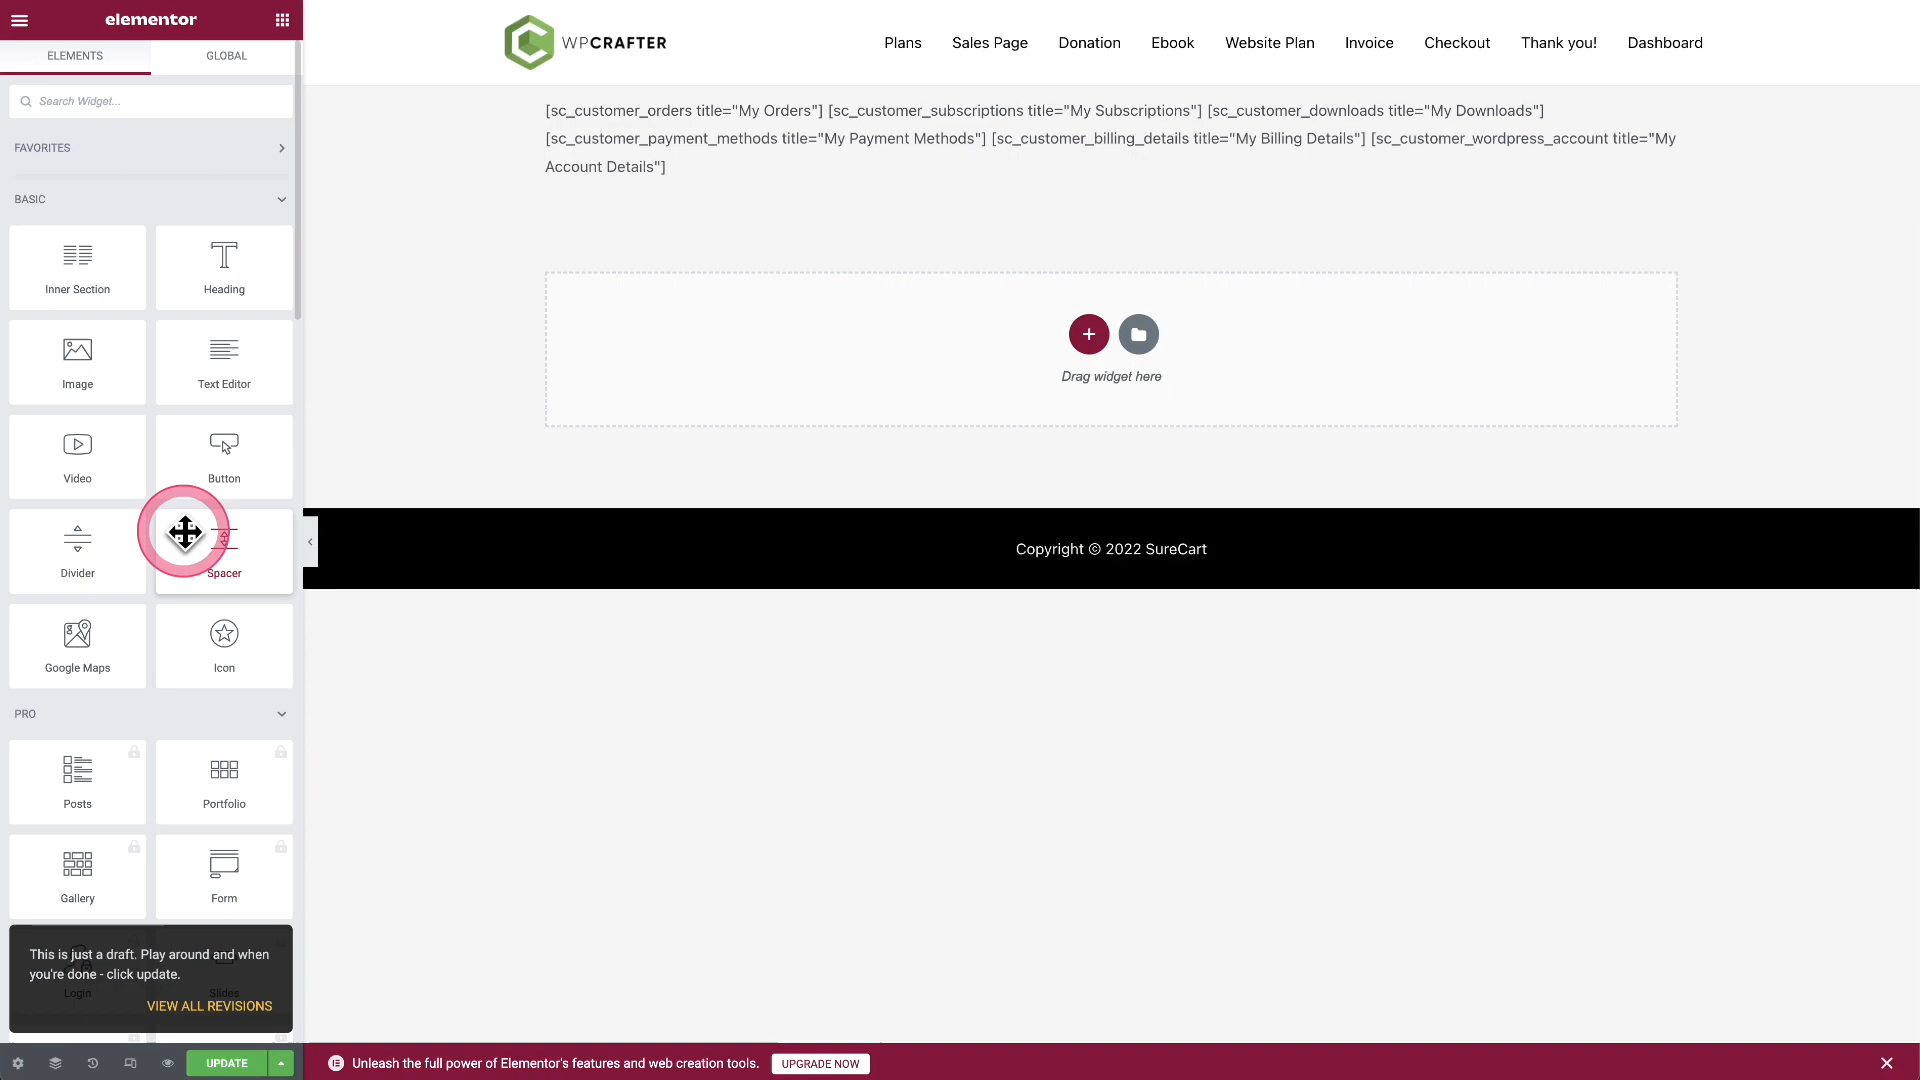 elementor
ELEMENTS
GLOBAL
Search Widget...
FAVORITES
BASIC
Inner Section
Heading
Image
Text Editor
Video
Button
Divider
Spacer
Google Maps
Icon
PRO
Posts
Portfolio
Gallery
Form
Login
Slides
This is just a draft. Play around and when
you're done - click update.
VIEW ALL REVISIONS
UPDATE
WPCRAFTER
Plans
Sales Page
Donation
Ebook
Website Plan
Invoice
Checkout
Thank you!
Dashboard
[sc_customer_orders title="My Orders"] [sc_customer_subscriptions title="My Subscriptions"] [sc_customer_downloads title="My Downloads"]
[sc_customer_payment_methods title="My Payment Methods"] [sc_customer_billing_details title="My Billing Details"] [sc_customer_wordpress_account title="My
Account Details"]
Drag widget here
Copyright © 2022 SureCart
Unleash the full power of Elementor's features and web creation tools.
UPGRADE NOW